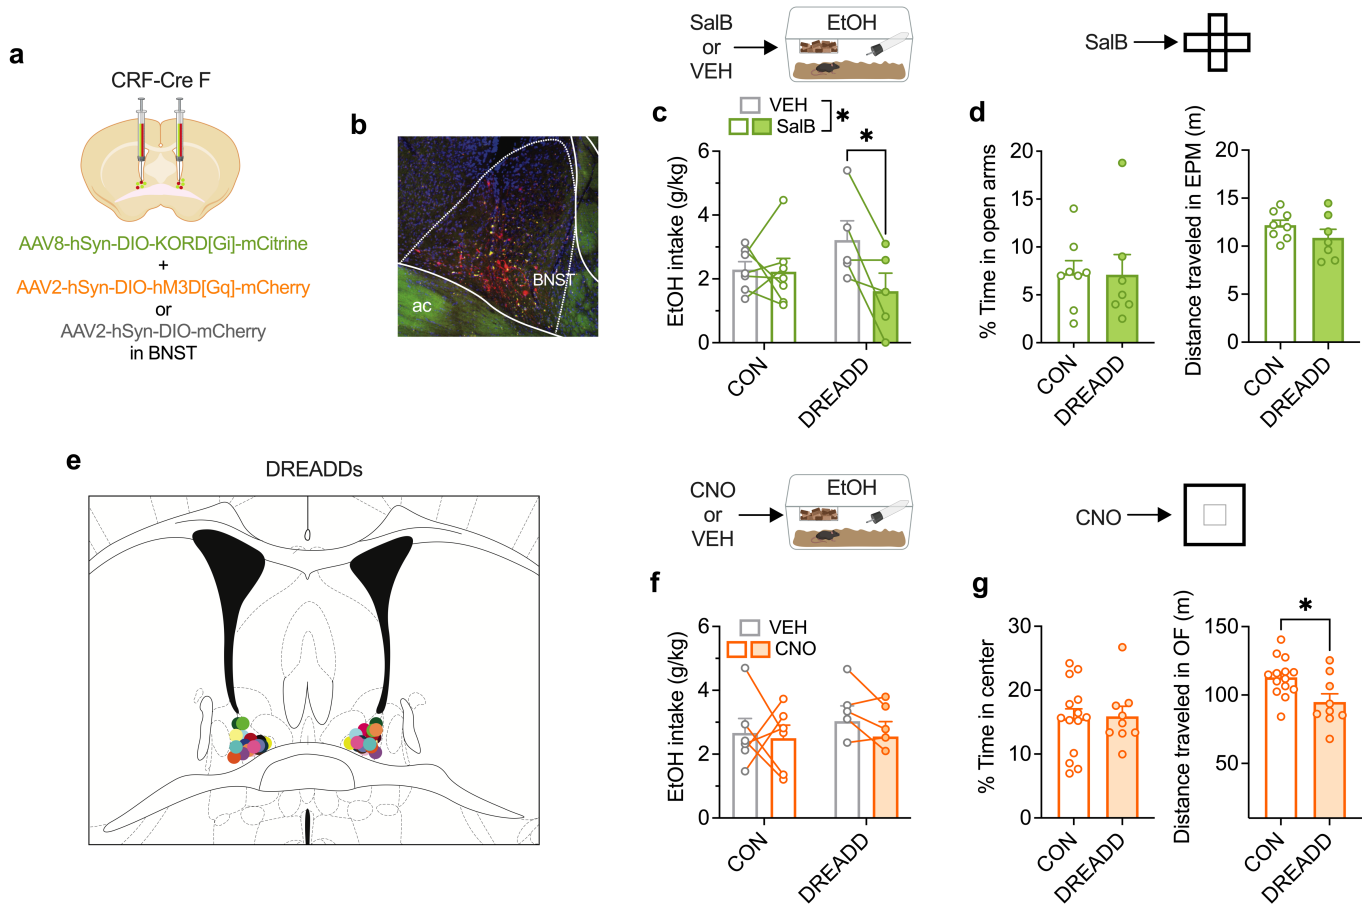 a
CRF-Cre F
AAV8-hSyn-DIO-KORD[Gi]-mCitrine
+
AAV2-hSyn-DIO-hM3D[Gq]-mCherry
or
AAV2-hSyn-DIO-mCherry
in BNST
b
BNST
ac
SalB
or
VEH
EtOH
c
VEH
SalB
*
*
EtOH intake (g/kg)
6
4
2
0
CON
DREADD
SalB
d
% Time in open arms
20
15
10
5
0
CON
DREADD
Distance traveled in EPM (m)
20
15
10
5
0
CON
DREADD
e
DREADDs
CNO
or
VEH
EtOH
f
VEH
CNO
EtOH intake (g/kg)
6
4
2
0
CON
DREADD
CNO
g
% Time in center
30
20
10
0
CON
DREADD
Distance traveled in OF (m)
*
150
100
50
CON
DREADD